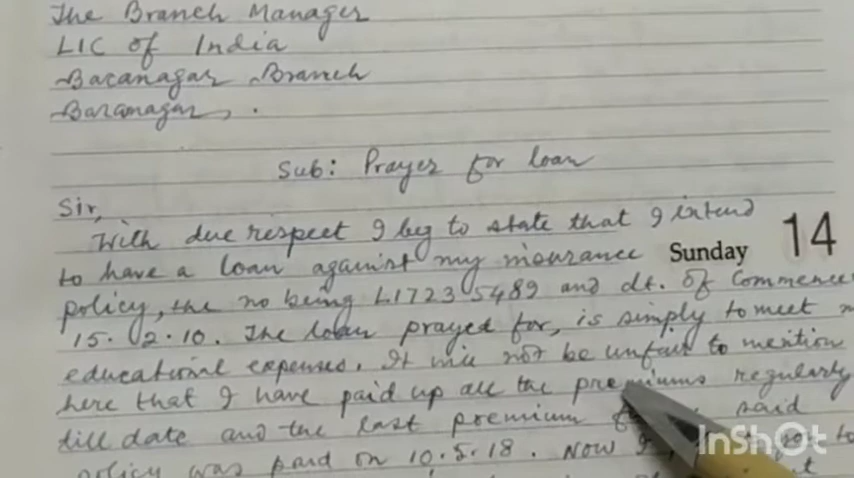 The Branch Manager
LIC of India
Baranagar Branch
Baranagar.
Sub: Prayer for loan
Sir,
With due respect I beg to state that I intend
to have a loan against my insurance Sunday 14
policy, the no being L17235489 and dt. of Commence
15.02.10. The loan prayed for, is simply to meet
educational expenses. It will not be unfair to mention
here that I have paid up all the premiums regularly
till date and the last premium said
policy was paid on 10.5.18. Now I to
InShot